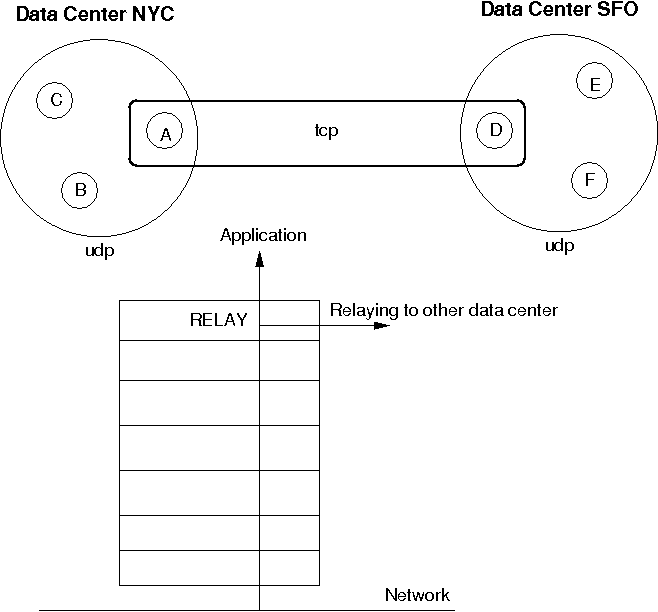 Data Center NYC
Data Center SFO
C
A
B
tcp
D
E
F
udp
udp
Application
RELAY
Relaying to other data center
Network